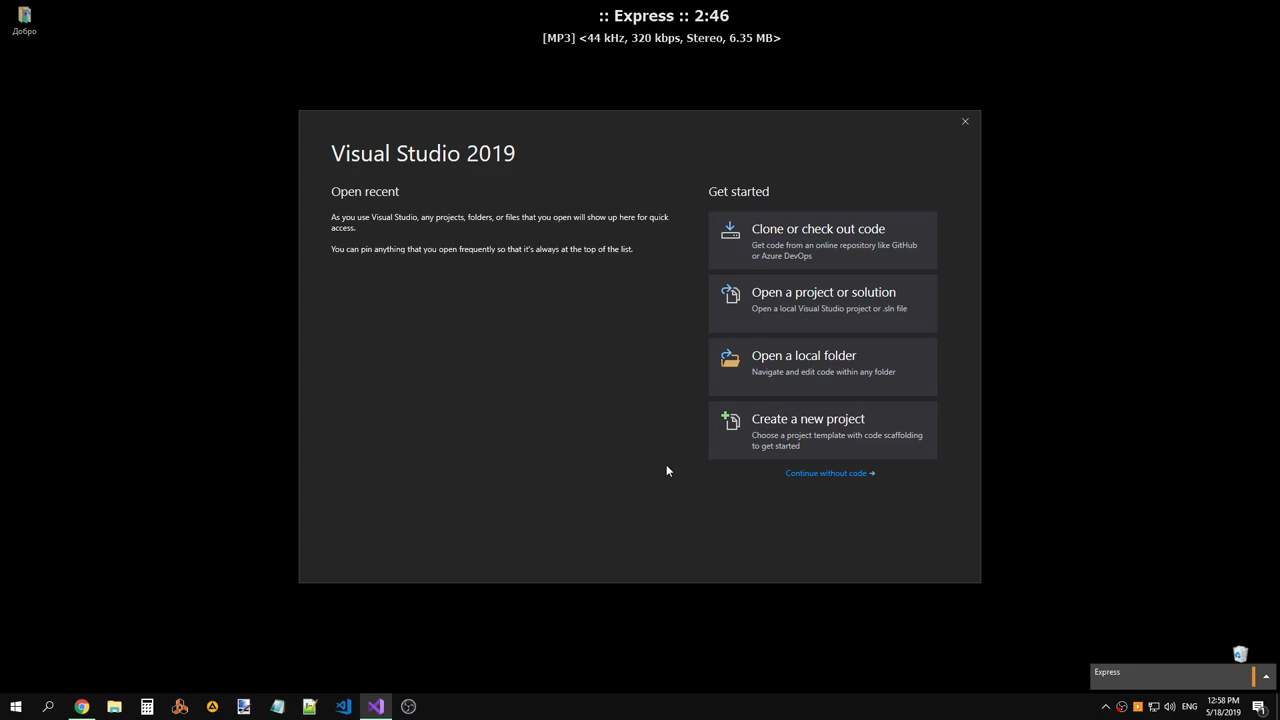 :: Express :: 2:46
[MP3] <44 kHz, 320 kbps, Stereo, 6.35 MB>
Добро
Visual Studio 2019
Open recent
As you use Visual Studio, any projects, folders, or files that you open will show up here for quick
access.
You can pin anything that you open frequently so that it's always at the top of the list.
Get started
Clone or check out code
Get code from an online repository like GitHub
or Azure DevOps
Open a project or solution
Open a local Visual Studio project or .sln file
Open a local folder
Navigate and edit code within any folder
Create a new project
Choose a project template with code scaffolding
to get started
Continue without code →
Express
ENG
12:58 PM
5/18/2019
1